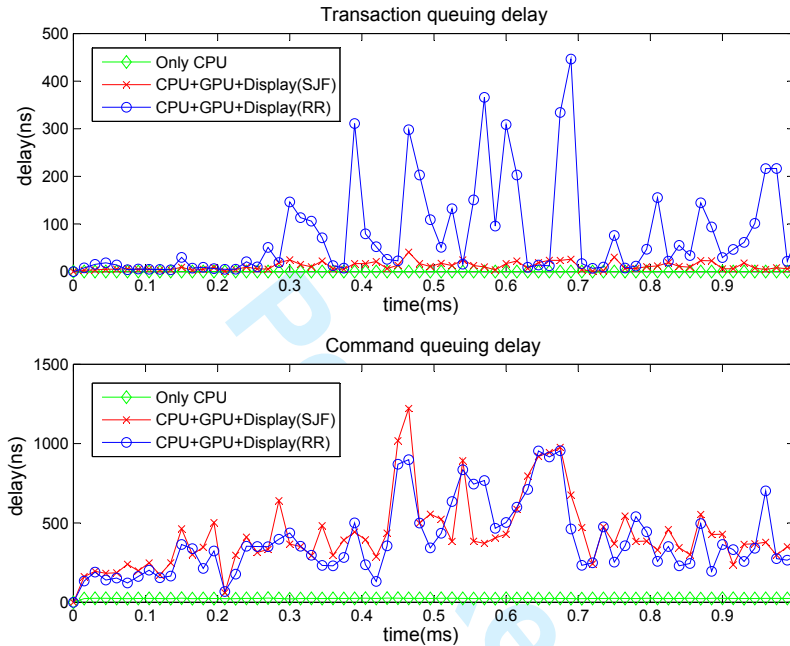 Transaction queuing delay
500
400
300
200
100
0
delay(ns)
Only CPU
CPU+GPU+Display(SJF)
CPU+GPU+Display(RR)
0 0.1 0.2 0.3 0.4 0.5 0.6 0.7 0.8 0.9
time(ms)
Command queuing delay
1500
1000
500
0
delay(ns)
Only CPU
CPU+GPU+Display(SJF)
CPU+GPU+Display(RR)
0 0.1 0.2 0.3 0.4 0.5 0.6 0.7 0.8 0.9
time(ms)